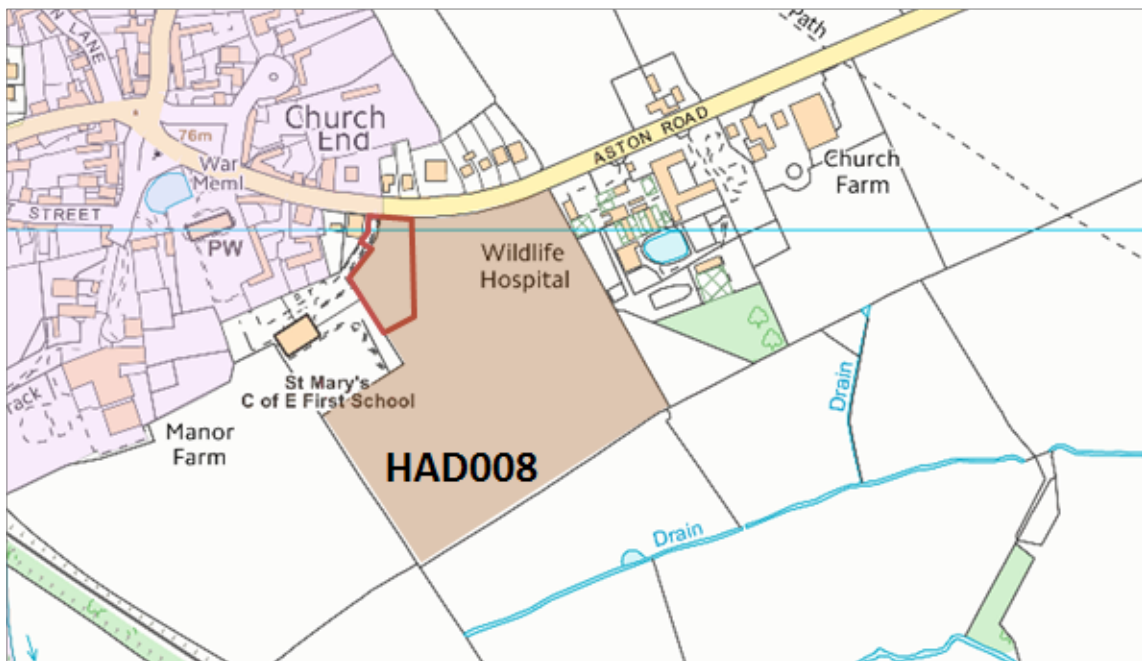 LANE
Path
Church
End
76m
War
Meml
STREET
PW
ASTON ROAD
Church
Farm
Wildlife
Hospital
St Mary's
C of E First School
Drain
Manor
Farm
HAD008
Drain